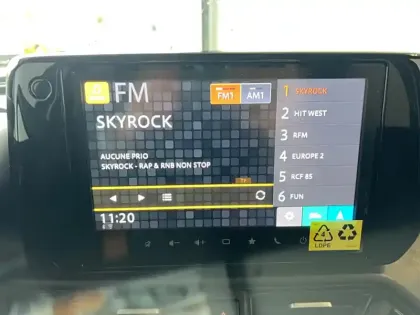 FM
FM1
AM1
SKYROCK
AUCUNE PRIO
SKYROCK - RAP & RNB NON STOP
11:20
1 SKYROCK
2 HIT WEST
3 RFM
4 EUROPE 2
5 RCF 85
6 FUN
4
LDPE